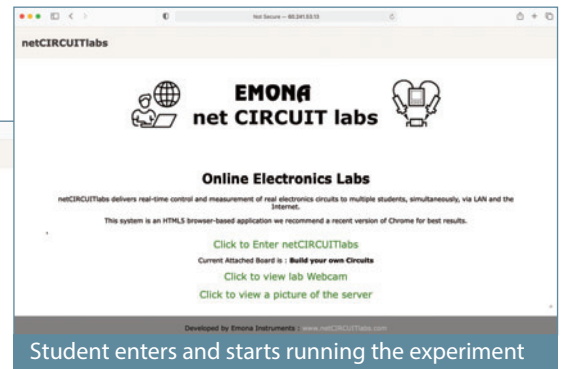 Not Secure — 60.241.53.13
netCIRCUITlabs
EMONA
net CIRCUIT labs
Online Electronics Labs
netCIRCUITlabs delivers real-time control and measurement of real electronics circuits to multiple students, simultaneously, via LAN and the
Internet.
This system is an HTML5 browser-based application we recommend a recent version of Chrome for best results.
Click to Enter netCIRCUITlabs
Current Attached Board is : Build your own Circuits
Click to view lab Webcam
Click to view a picture of the server
Developed by Emona Instruments : www.netCIRCUITlabs.com
Student enters and starts running the experiment